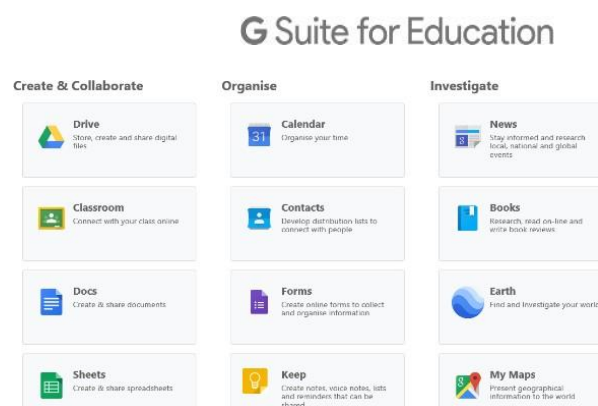 G Suite for Education
Create & Collaborate
Organise
Investigate
Drive
Store, create and share digital
files
Calendar
31
Organise your time
News
Stay informed and research
local, national and global
events
Classroom
Connect with your class online
Contacts
Develop distribution lists to
connect with people
Books
Research, read on-line and
write book reviews
Docs
Create & share documents
Forms
Create online forms to collect
and organise information
Earth
Find and Investigate your world
Sheets
Create & share spreadsheets
Keep
Create notes, voice notes, lists
and reminders that can be
shared
My Maps
Present geographical
information to the world